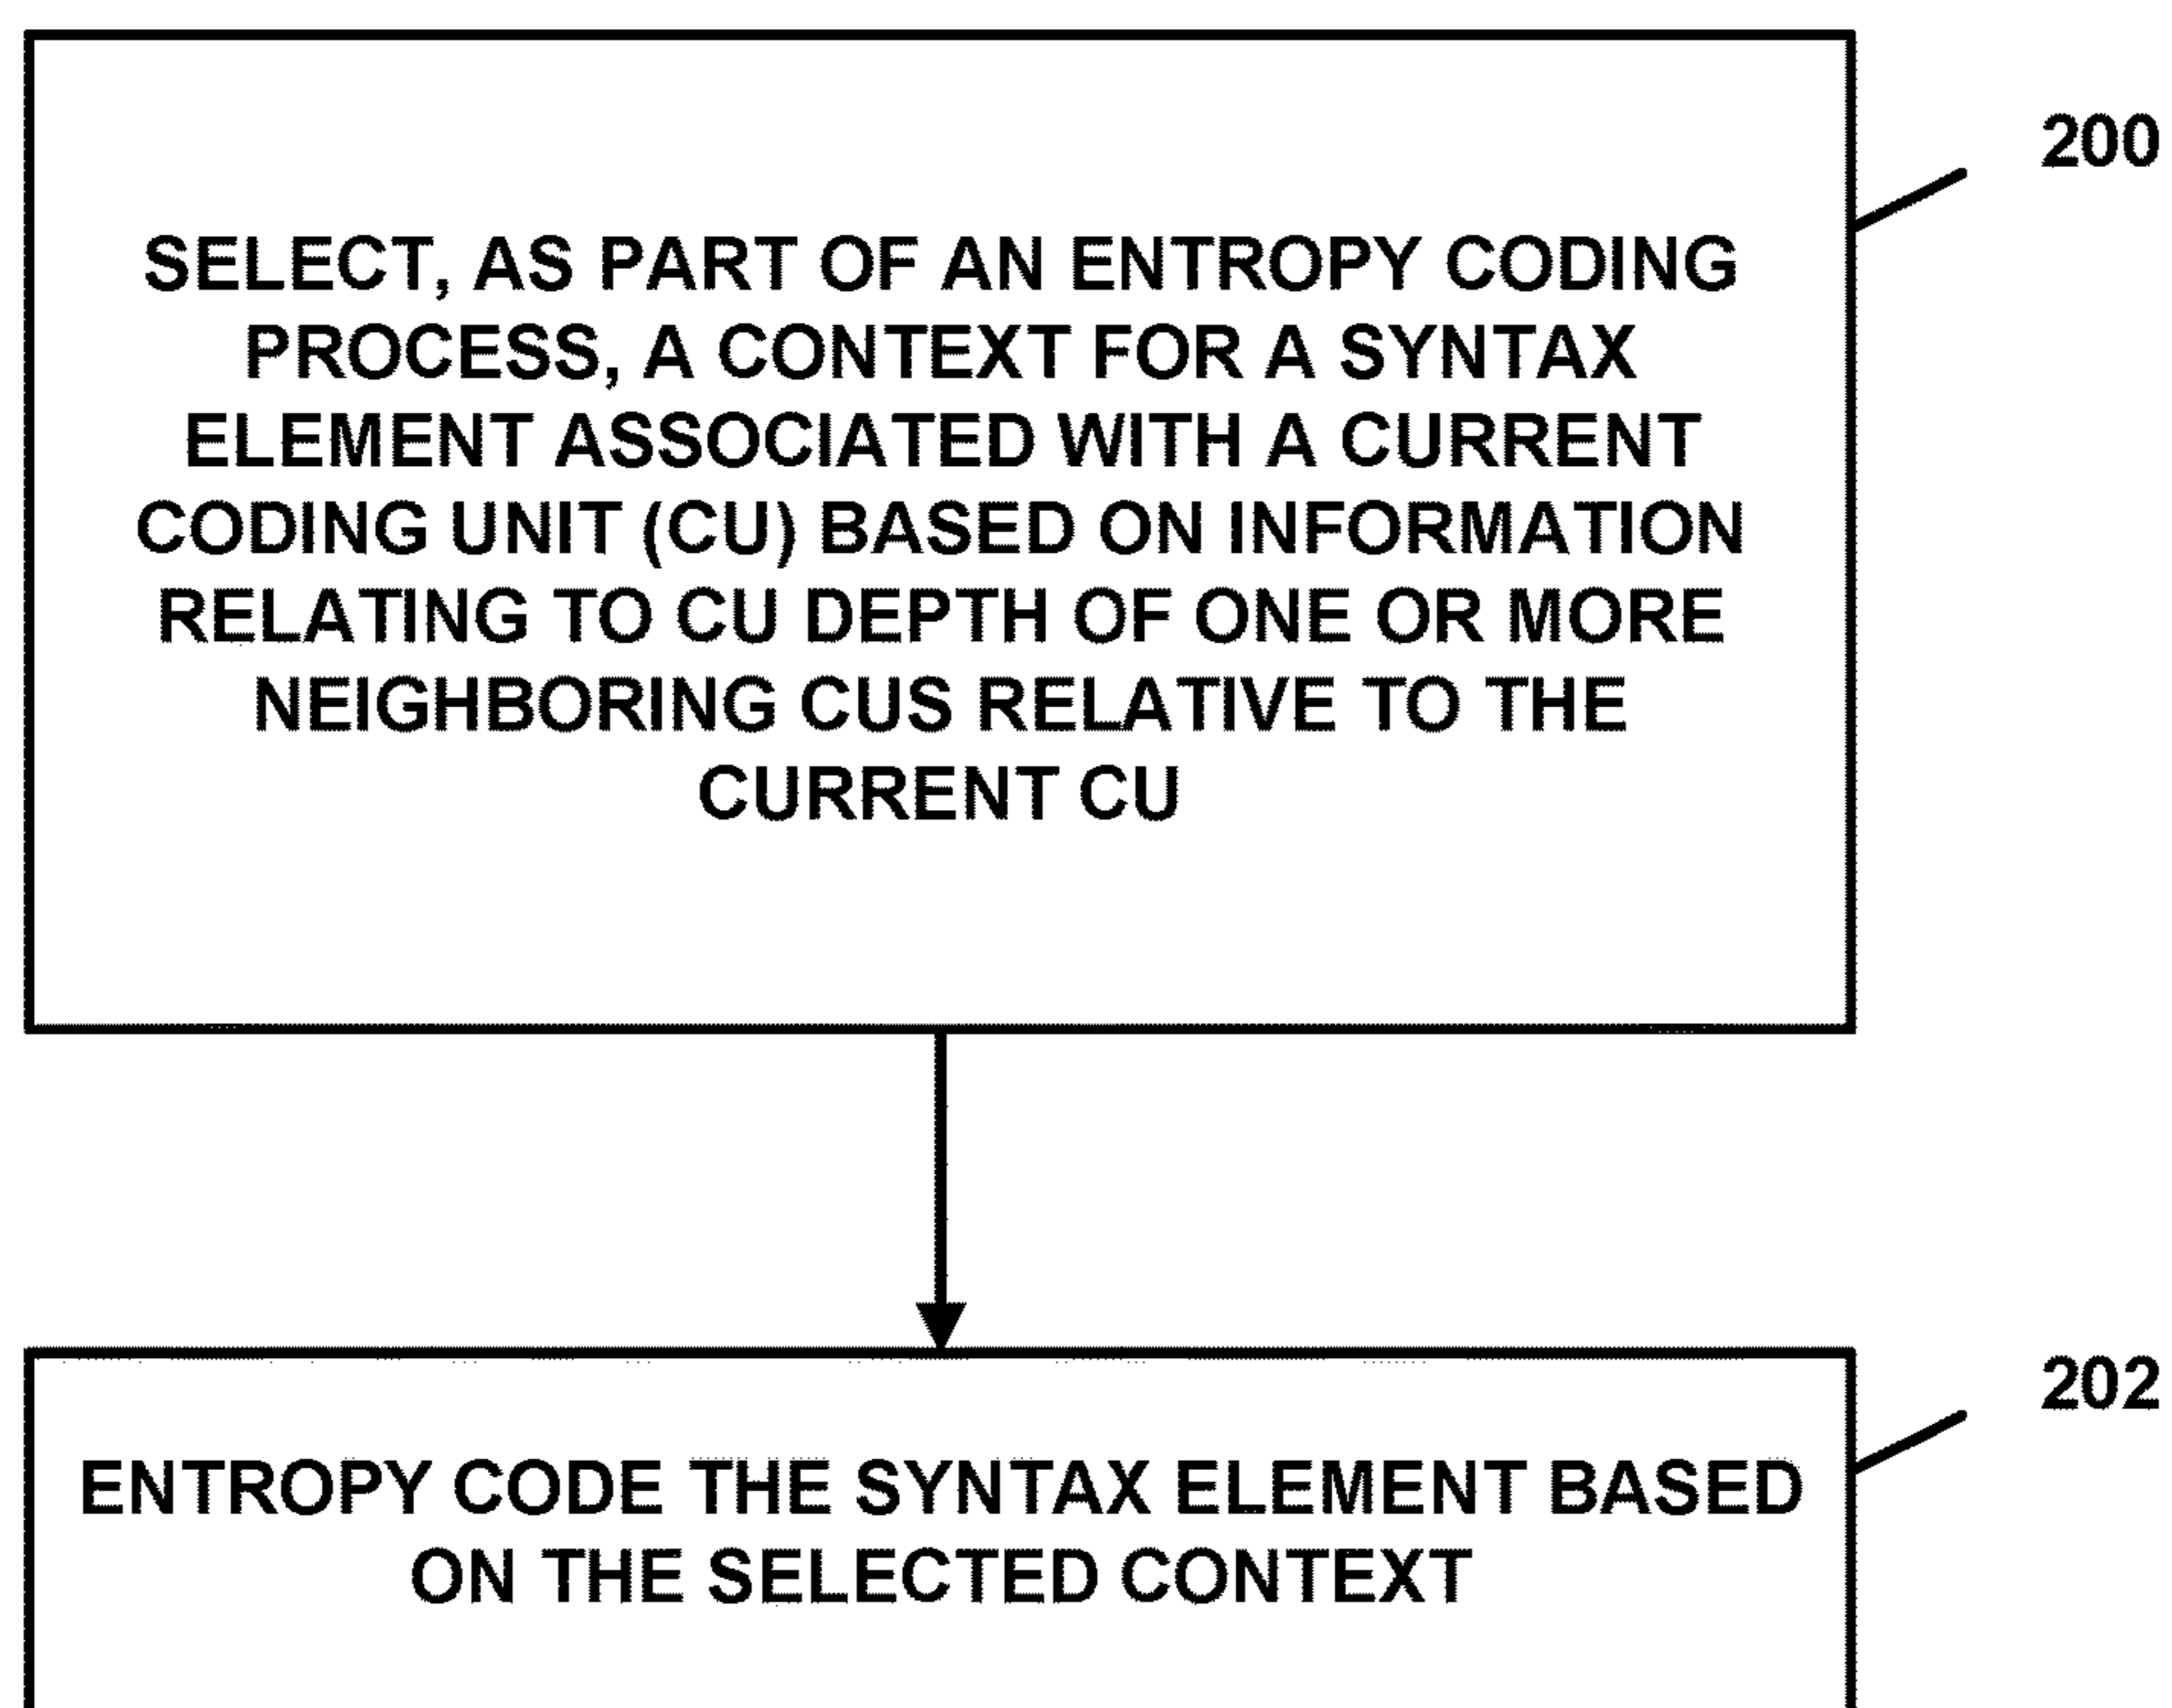 200
SELECT, AS PART OF AN ENTROPY CODING
PROCESS, A CONTEXT FOR A SYNTAX
ELEMENT ASSOCIATED WITH A CURRENT
CODING UNIT (CU) BASED ON INFORMATION
RELATING TO CU DEPTH OF ONE OR MORE
NEIGHBORING CUS RELATIVE TO THE
CURRENT CU
202
ENTROPY CODE THE SYNTAX ELEMENT BASED
ON THE SELECTED CONTEXT